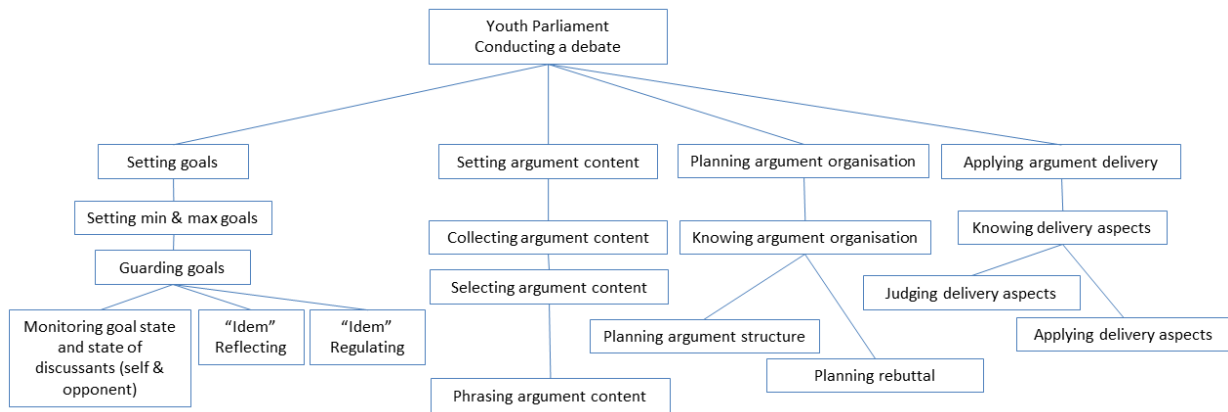 Youth Parliament
Conducting a debate
Setting goals
Setting argument content
Planning argument organisation
Applying argument delivery
Setting min & max goals
Collecting argument content
Knowing argument organisation
Knowing delivery aspects
Guarding goals
Selecting argument content
Judging delivery aspects
Monitoring goal state
and state of
discussants (self &
opponent)
“Idem”
Reflecting
“Idem”
Regulating
Planning argument structure
Applying delivery aspects
Phrasing argument content
Planning rebuttal